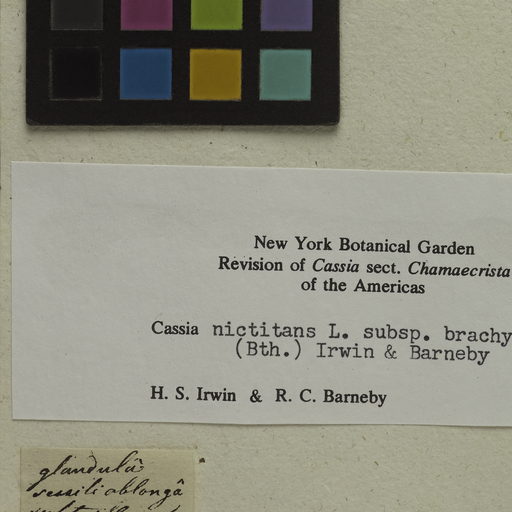 New York Botanical Garden
Revision of Cassia sect. Chamaecrista
of the Americas
Cassia nictitans L. subsp. brachy
(Bth.) Irwin & Barneby
H. S. Irwin & R. C. Barneby
glandulâ
sessili oblongâ